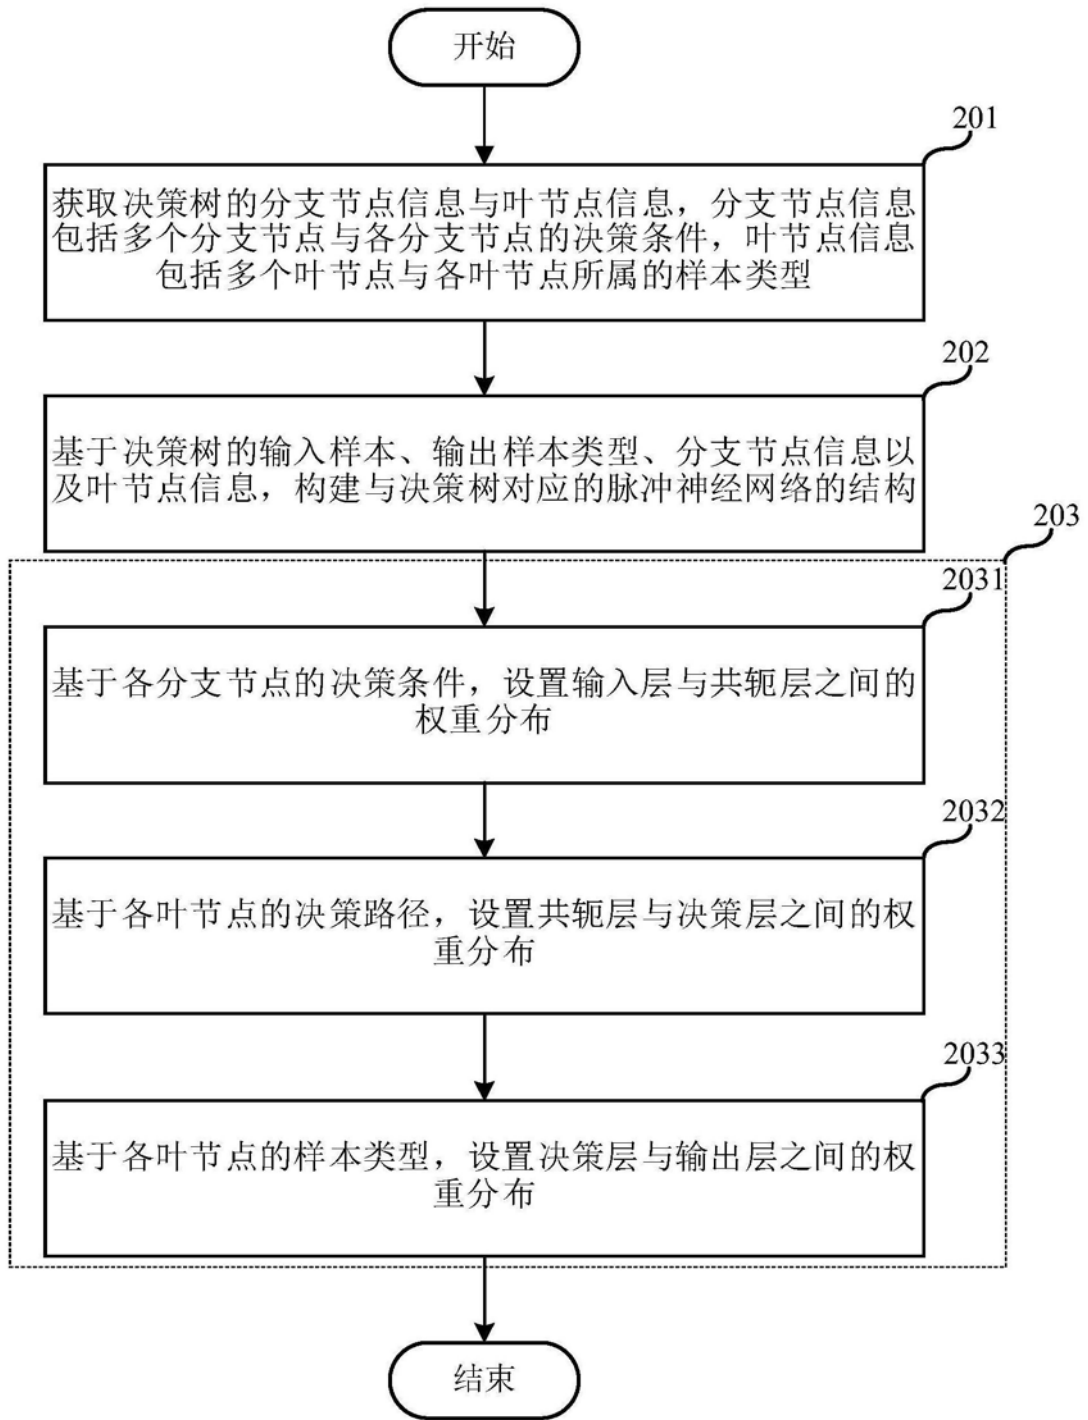 开始
201
获取决策树的分支节点信息与叶节点信息，分支节点信息
包括多个分支节点与各分支节点的决策条件，叶节点信息
包括多个叶节点与各叶节点所属的样本类型
202
基于决策树的输入样本、输出样本类型、分支节点信息以
及叶节点信息，构建与决策树对应的脉冲神经网络的结构
203
2031
基于各分支节点的决策条件，设置输入层与共轭层之间的
权重分布
2032
基于各叶节点的决策路径，设置共轭层与决策层之间的权
重分布
2033
基于各叶节点的样本类型，设置决策层与输出层之间的权
重分布
结束